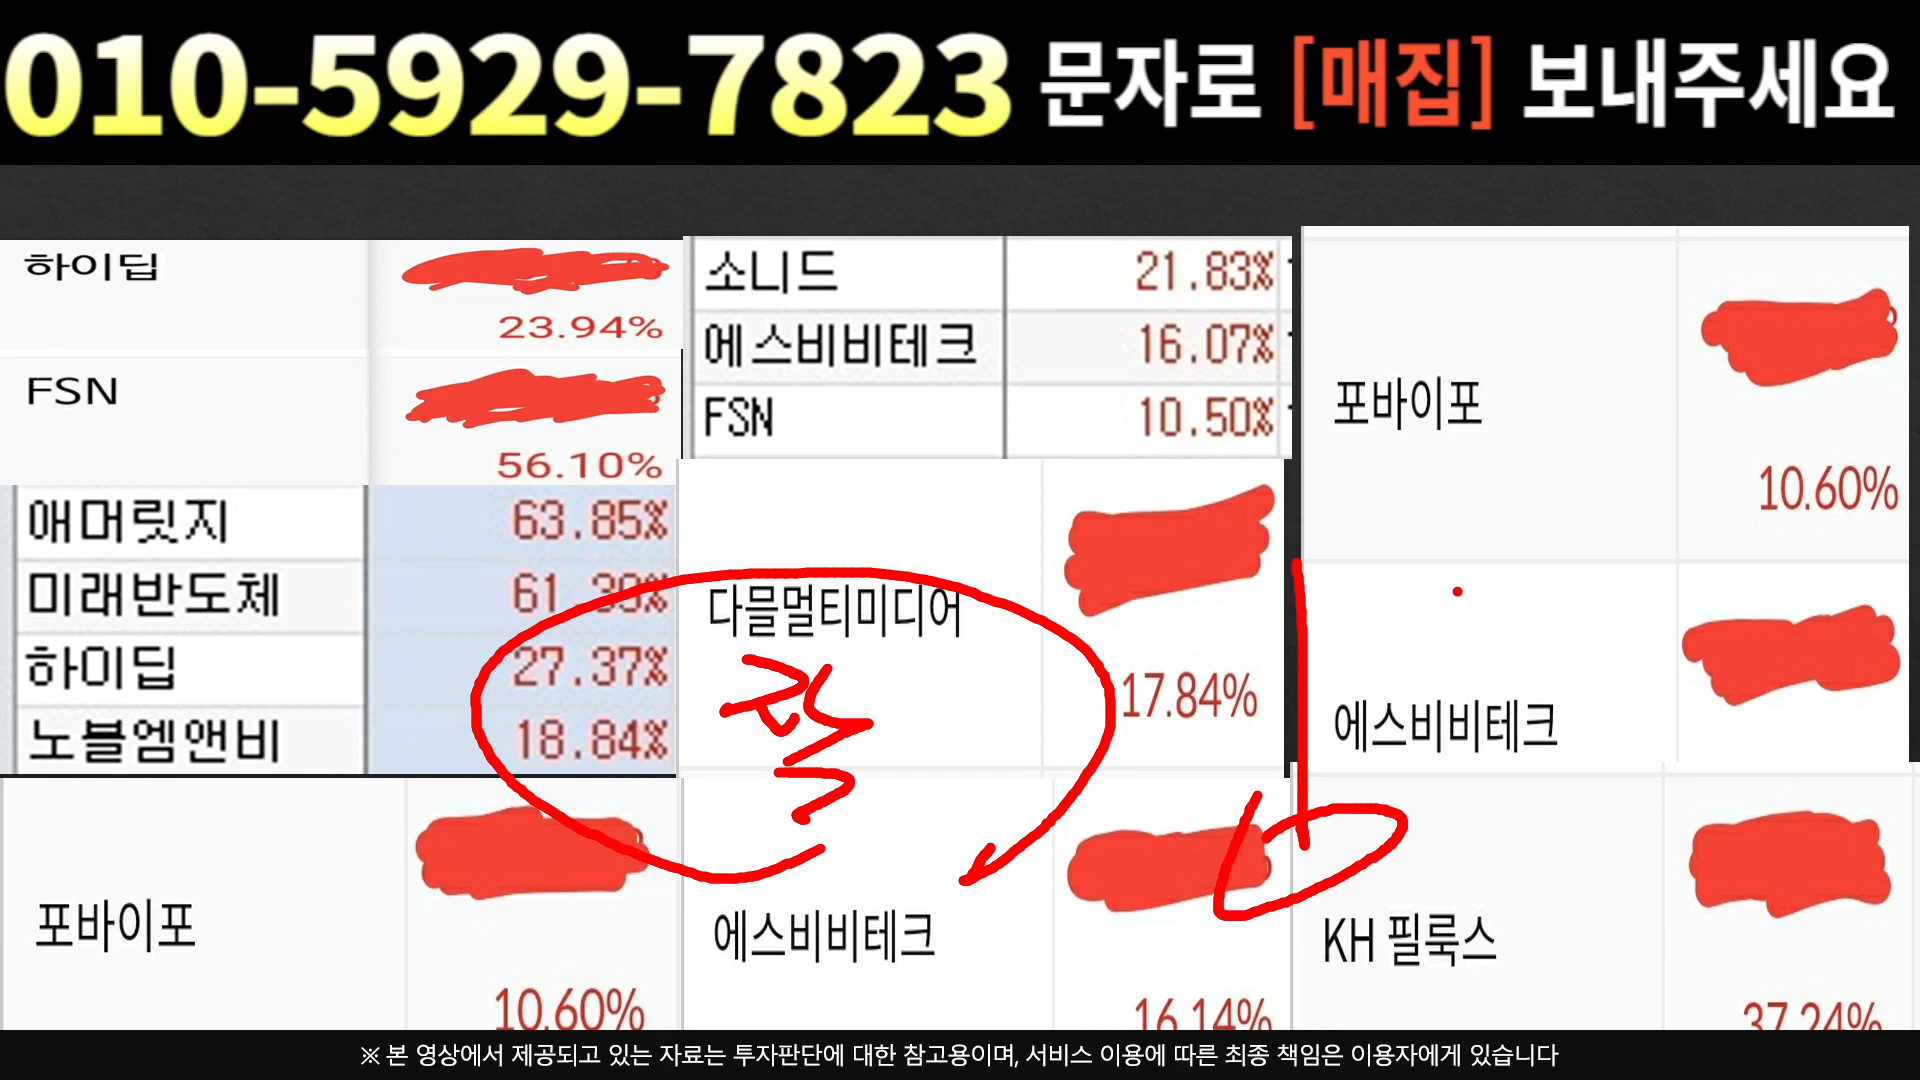 010-5929-7823 문자로 [매집] 보내주세요
하이딥
23.94%
FSN
56.10%
애머릿지 63.85%
미래반도체 61.39%
하이딥 27.37%
노블엠앤비 18.84%
소니드 21.83%
에스비비테크 16.07%
FSN 10.50%
다믈멀티미디어
17.84%
포바이포
10.60%
에스비비테크
포바이포
10.60%
에스비비테크
16.14%
KH 필룩스
37.24%
※ 본 영상에서 제공되고 있는 자료는 투자판단에 대한 참고용이며, 서비스 이용에 따른 최종 책임은 이용자에게 있습니다